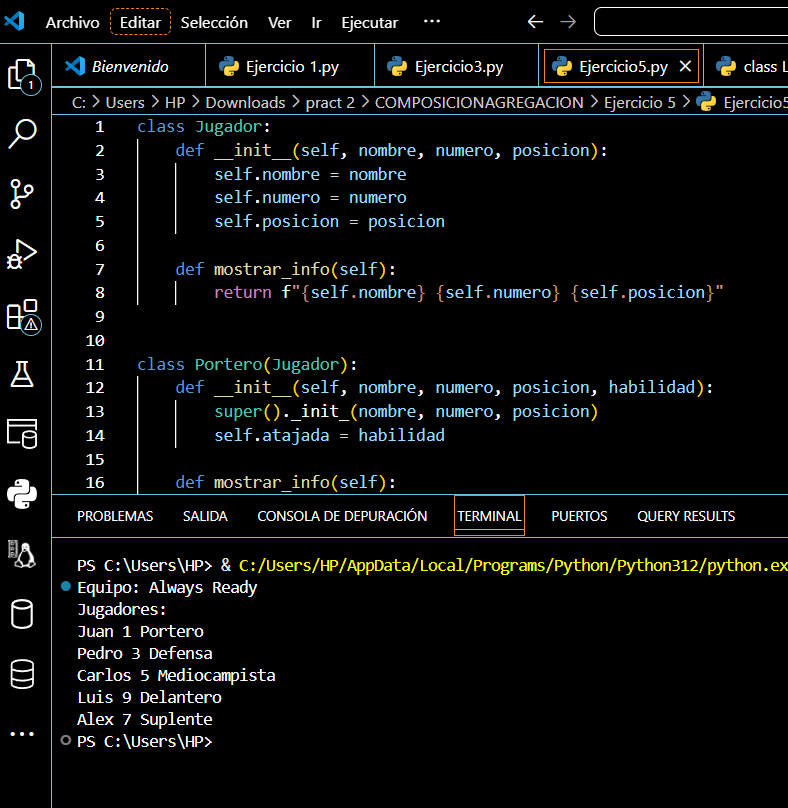 Archivo Editar Selección Ver Ir Ejecutar ···
Bienvenido Ejercicio 1.py Ejercicio3.py Ejercicio5.py class L
C: > Users > HP > Downloads > pract 2 > COMPOSICIONAGREGACION > Ejercicio 5 > Ejercicio5
1
1 class Jugador:
2 def __init__(self, nombre, numero, posicion):
3 self.nombre = nombre
4 self.numero = numero
5 self.posicion = posicion
6
7 def mostrar_info(self):
8 return f"{self.nombre} {self.numero} {self.posicion}"
9
10
11 class Portero(Jugador):
12 def __init__(self, nombre, numero, posicion, habilidad):
13 super()._init_(nombre, numero, posicion)
14 self.atajada = habilidad
15
16 def mostrar_info(self):
PROBLEMAS SALIDA CONSOLA DE DEPURACIÓN TERMINAL PUERTOS QUERY RESULTS
PS C:\Users\HP> & C:/Users/HP/AppData/Local/Programs/Python/Python312/python.ex
Equipo: Always Ready
Jugadores:
Juan 1 Portero
Pedro 3 Defensa
Carlos 5 Mediocampista
Luis 9 Delantero
Alex 7 Suplente
PS C:\Users\HP>